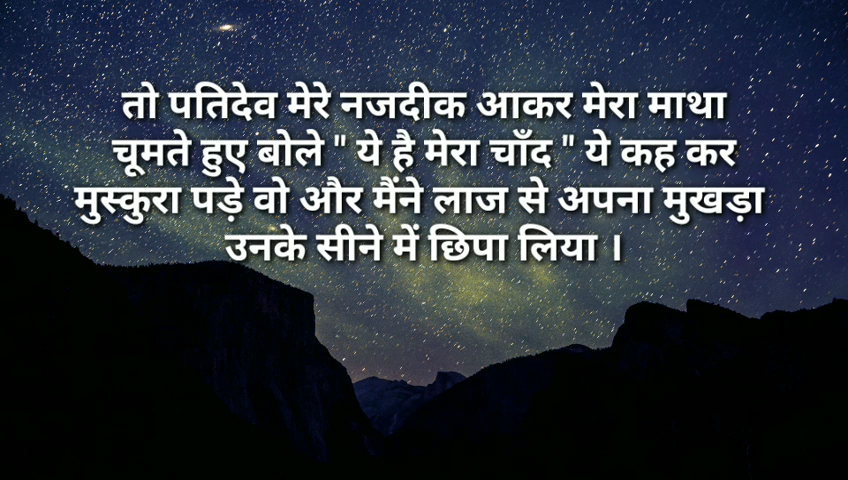 तो पतिदेव मेरे नजदीक आकर मेरा माथा
चूमते हुए बोले " ये है मेरा चाँद " ये कह कर
मुस्कुरा पड़े वो और मैंने लाज से अपना मुखड़ा
उनके सीने में छिपा लिया ।